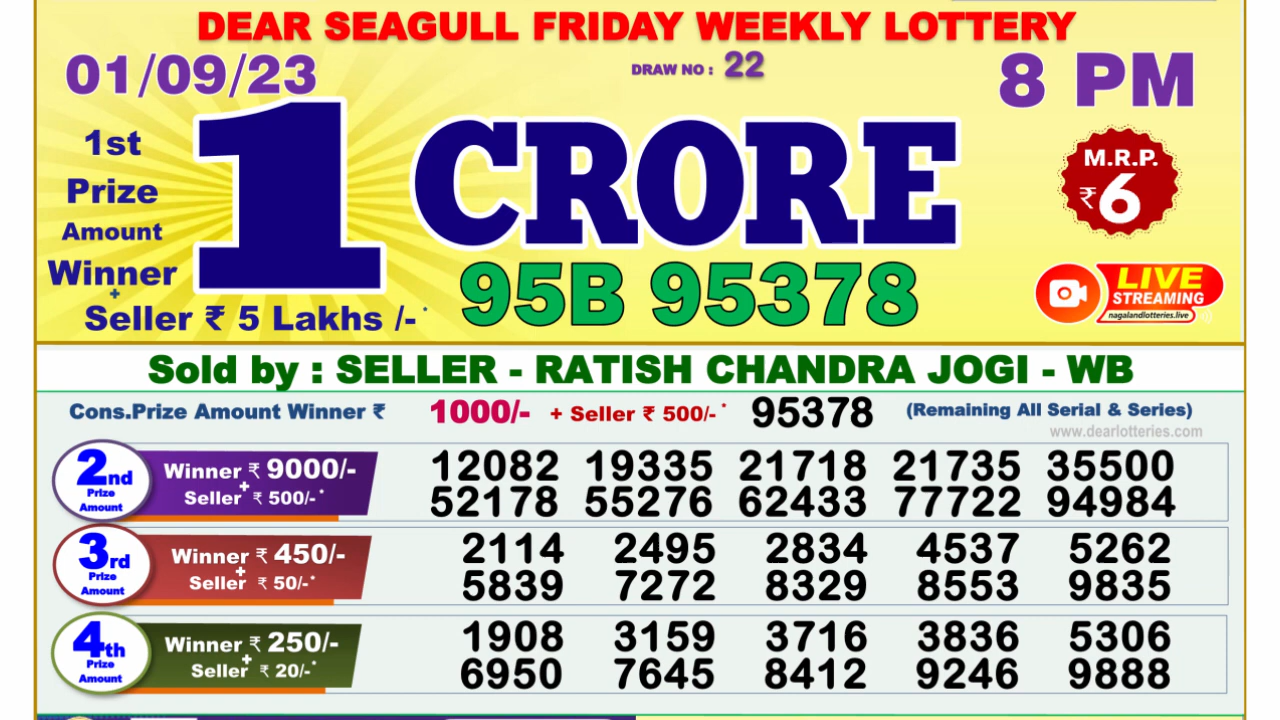 DEAR SEAGULL FRIDAY WEEKLY LOTTERY
01/09/23
DRAW NO : 22
8 PM
1st
Prize
Amount
Winner
+
Seller ₹ 5 Lakhs /-*
1 CRORE
95B 95378
M.R.P.
₹6
LIVE
STREAMING
nagalandlotteries.live
Sold by : SELLER - RATISH CHANDRA JOGI - WB
Cons.Prize Amount Winner ₹ 1000/- + Seller ₹ 500/-* 95378 (Remaining All Serial & Series)
www.dearlotteries.com
2nd
Prize
Amount
Winner ₹ 9000/-
+
Seller ₹ 500/-*
12082 19335 21718 21735 35500
52178 55276 62433 77722 94984
3rd
Prize
Amount
Winner ₹ 450/-
+
Seller ₹ 50/-*
2114 2495 2834 4537 5262
5839 7272 8329 8553 9835
4th
Prize
Amount
Winner ₹ 250/-
+
Seller ₹ 20/-*
1908 3159 3716 3836 5306
6950 7645 8412 9246 9888